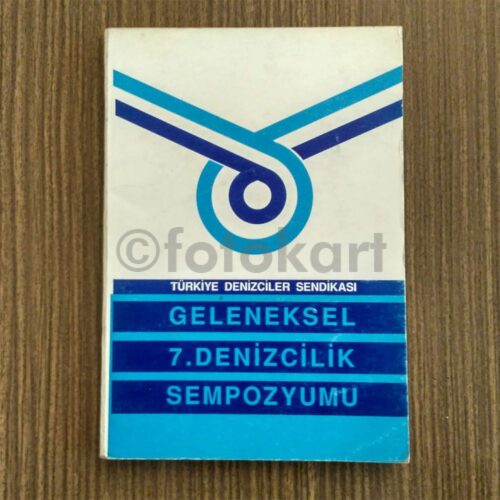 ©fotokart
TÜRKİYE DENİZCİLER SENDİKASI
GELENEKSEL
7.DENİZCİLİK
SEMPOZYUMU